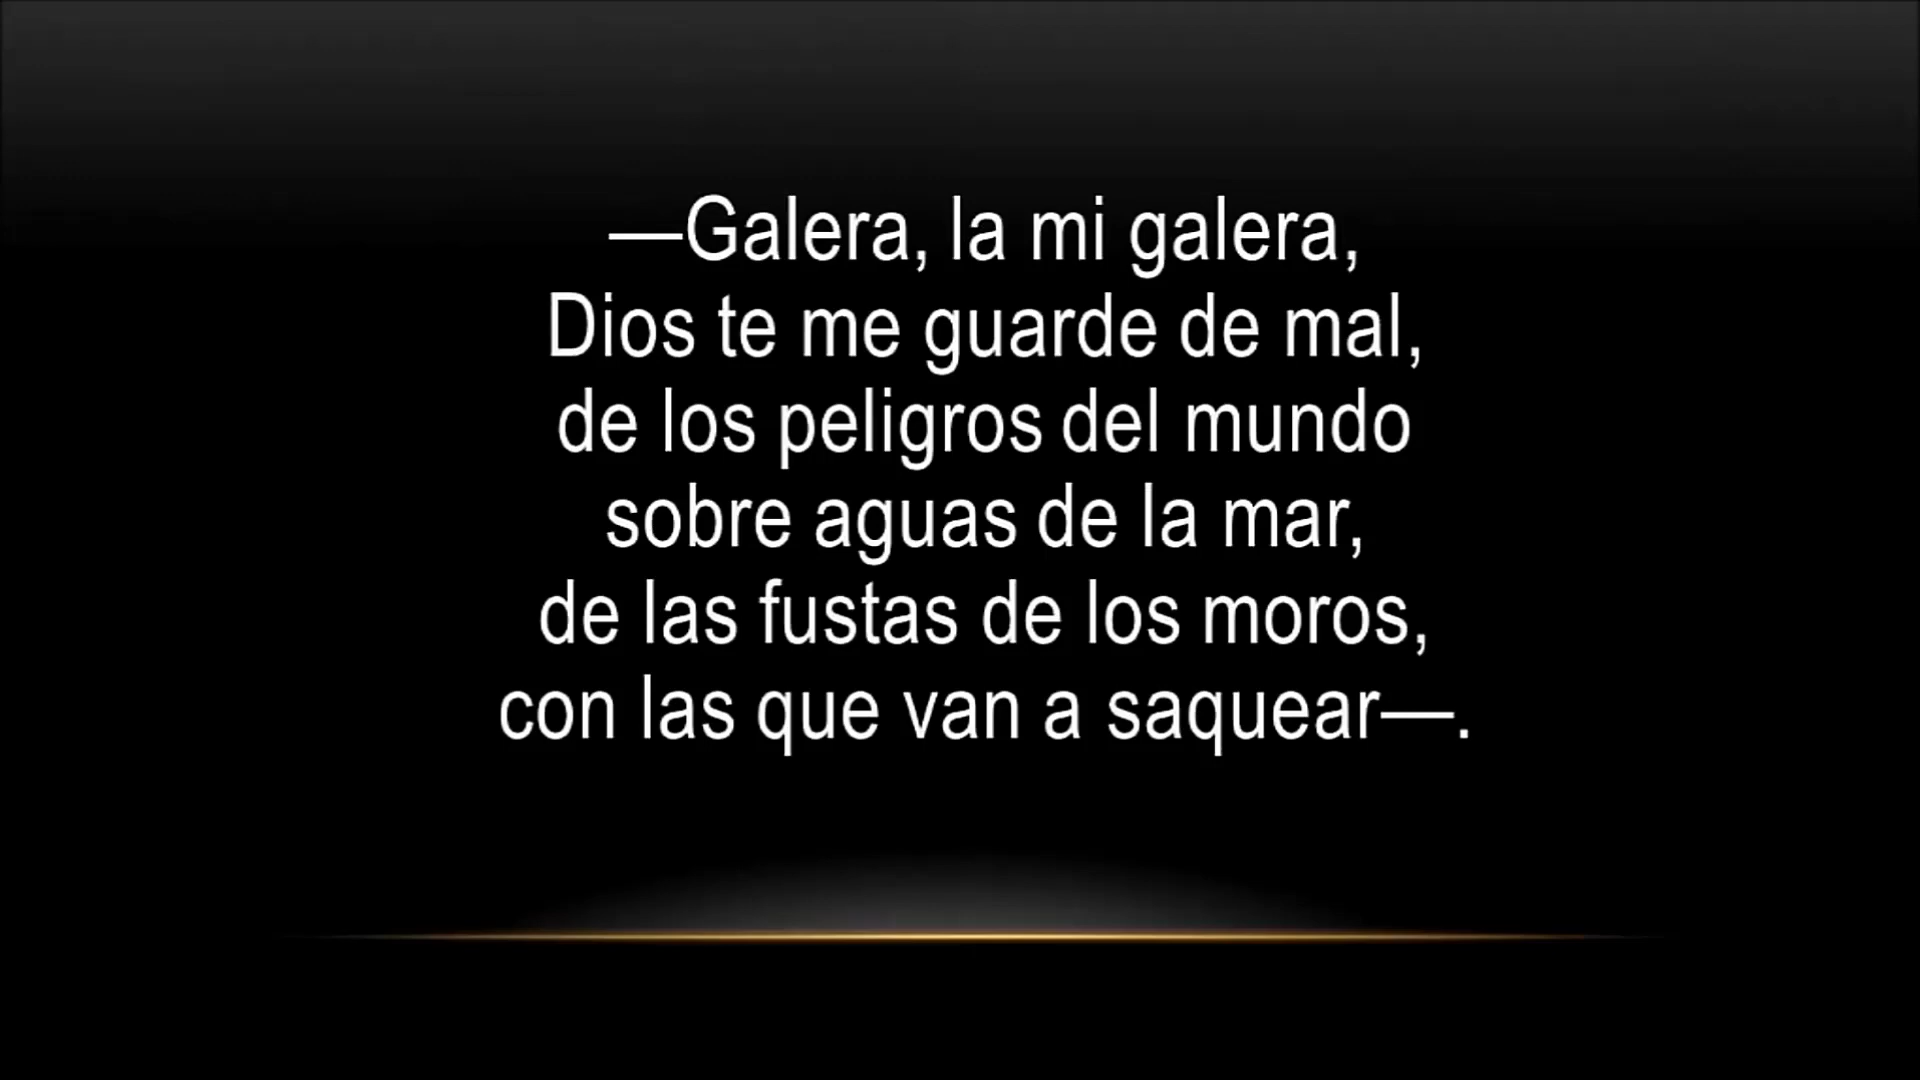 —Galera, la mi galera,
Dios te me guarde de mal,
de los peligros del mundo
sobre aguas de la mar,
de las fustas de los moros,
con las que van a saquear—.